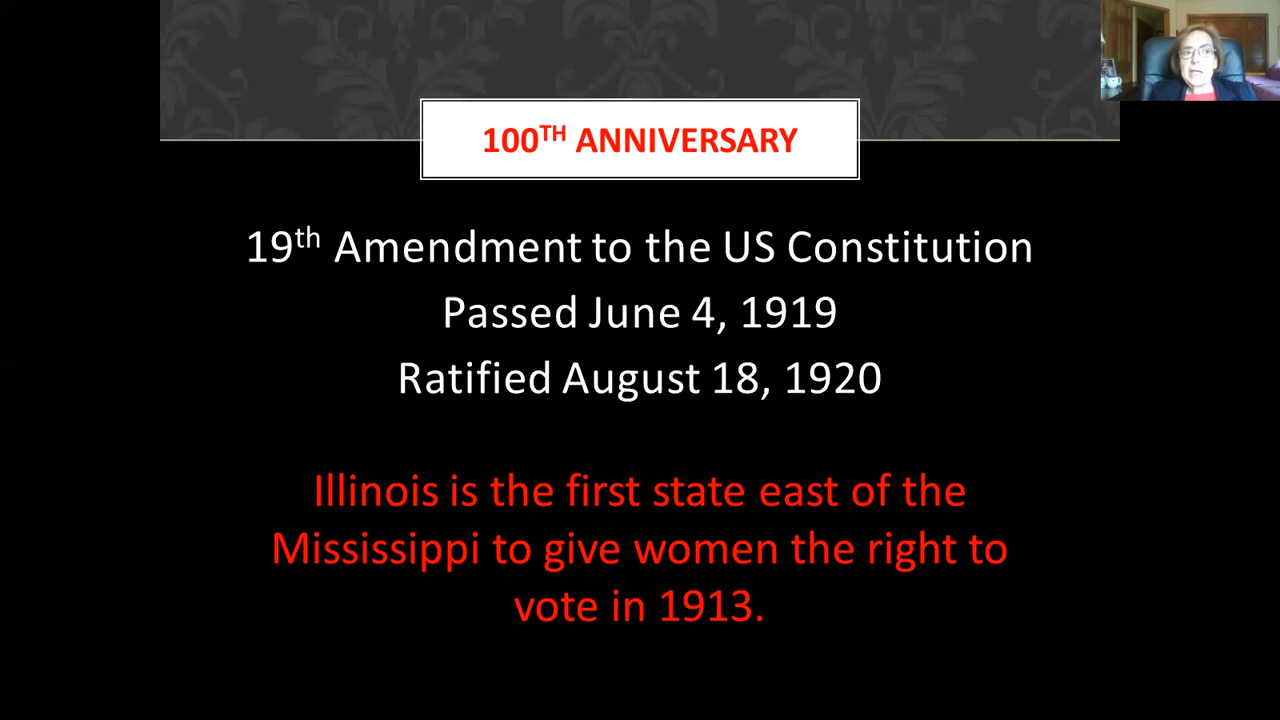 100TH ANNIVERSARY
19th Amendment to the US Constitution
Passed June 4, 1919
Ratified August 18, 1920
Illinois is the first state east of the
Mississippi to give women the right to
vote in 1913.